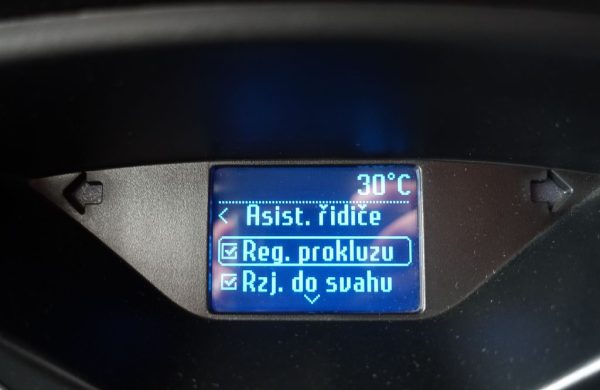 30°C
< Asist. řidiče
Reg. prokluzu
Rzj. do svahu